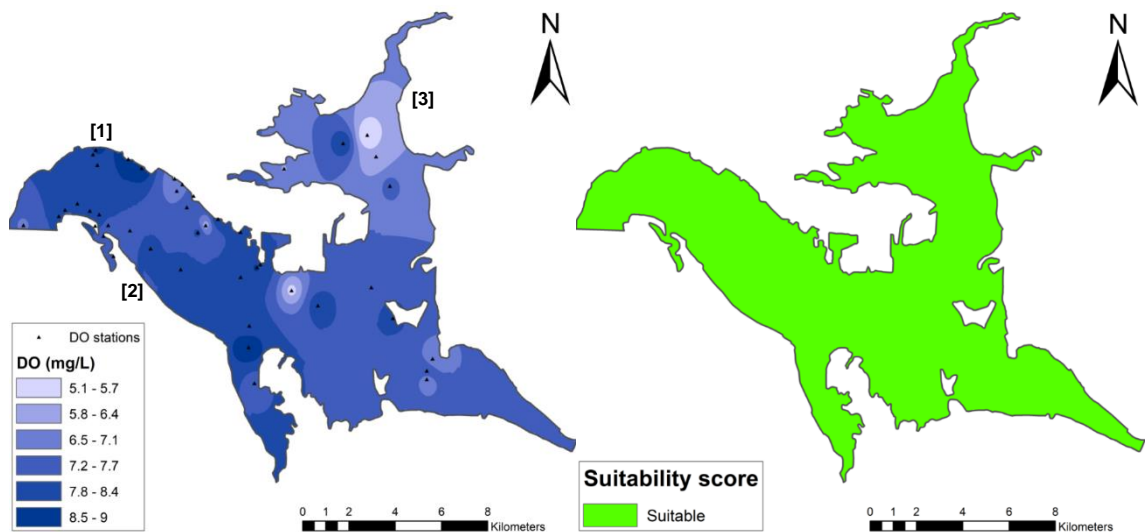 N
[1]
[2]
[3]
DO stations
DO (mg/L)
5.1 - 5.7
5.8 - 6.4
6.5 - 7.1
7.2 - 7.7
7.8 - 8.4
8.5 - 9
0 1 2 4 6 8
Kilometers
N
Suitability score
Suitable
0 1 2 4 6 8
Kilometers